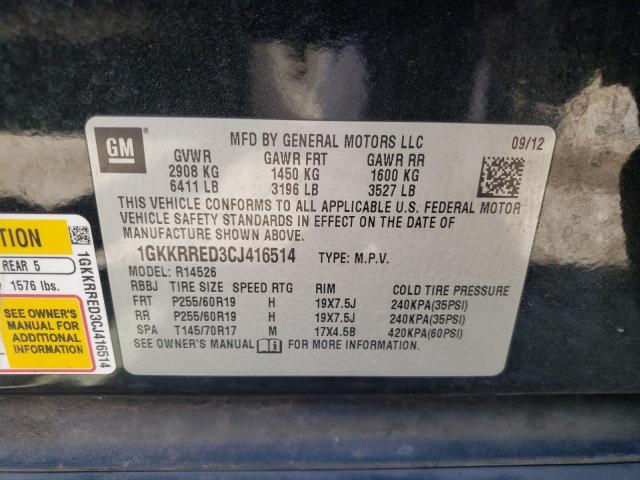 GM ®
MFD BY GENERAL MOTORS LLC 09/12
GVWR GAWR FRT GAWR RR
2908 KG 1450 KG 1600 KG
6411 LB 3196 LB 3527 LB
THIS VEHICLE CONFORMS TO ALL APPLICABLE U.S. FEDERAL MOTOR
VEHICLE SAFETY STANDARDS IN EFFECT ON THE DATE OF
MANUFACTURE SHOWN ABOVE.
1GKKRRED3CJ416514 TYPE: M.P.V.
MODEL: R14526
RBBJ TIRE SIZE SPEED RTG RIM COLD TIRE PRESSURE
FRT P255/60R19 H 19X7.5J 240KPA(35PSI)
RR P255/60R19 H 19X7.5J 240KPA(35PSI)
SPA T145/70R17 M 17X4.5B 420KPA(60PSI)
SEE OWNER'S MANUAL FOR MORE INFORMATION
TION
REAR 5
1576 lbs.
SEE OWNER'S
MANUAL FOR
ADDITIONAL
INFORMATION
1GKKRRED3CJ416514